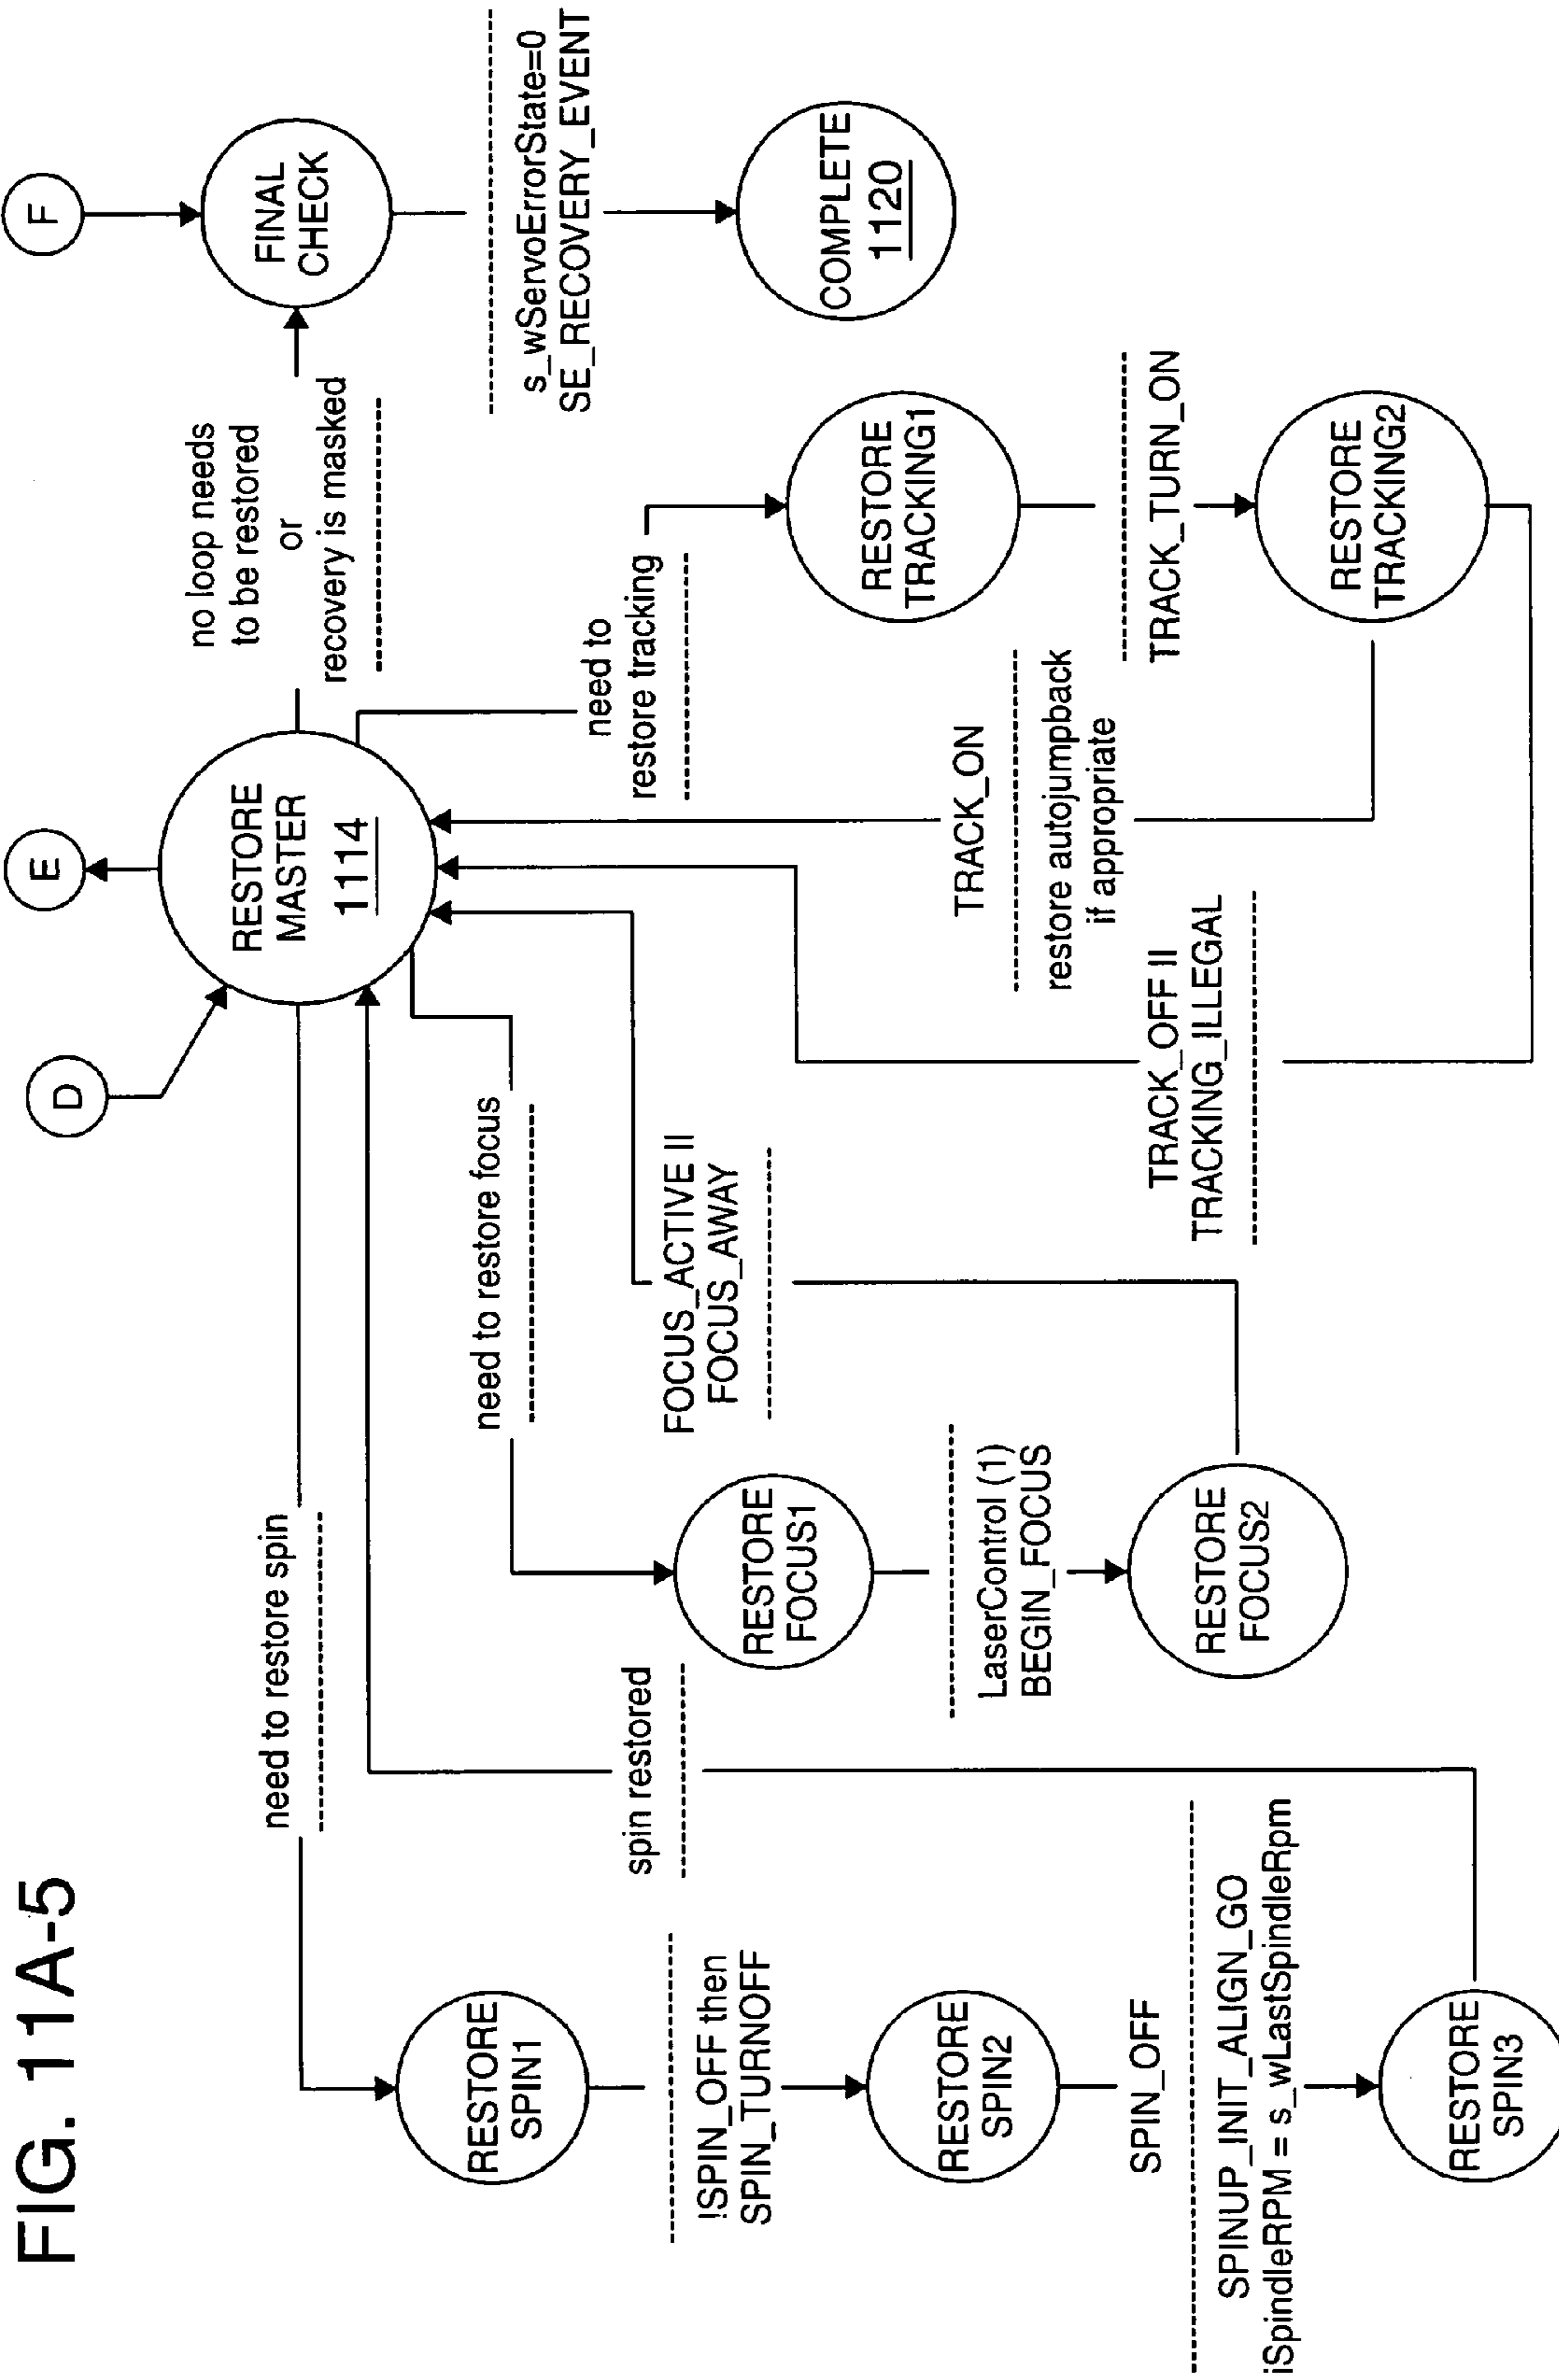 FIG. 11A-5
D
E
F
RESTORE
MASTER
1114
FINAL
CHECK
no loop needs
to be restored
or
recovery is masked
s_wServoErrorState=0
SE_RECOVERY_EVENT
COMPLETE
1120
need to restore spin
RESTORE
SPIN1
!SPIN_OFF then
SPIN_TURNOFF
RESTORE
SPIN2
SPIN_OFF
SPINUP_INIT_ALIGN_GO
iSpindleRPM = s_wLastSpindleRpm
RESTORE
SPIN3
spin restored
need to restore focus
RESTORE
FOCUS1
LaserControl (1)
BEGIN_FOCUS
RESTORE
FOCUS2
FOCUS_ACTIVE II
FOCUS_AWAY
need to
restore tracking
RESTORE
TRACKING1
TRACK_TURN_ON
RESTORE
TRACKING2
TRACK_ON
restore autojumpback
if appropriate
TRACK_OFF II
TRACKING_ILLEGAL